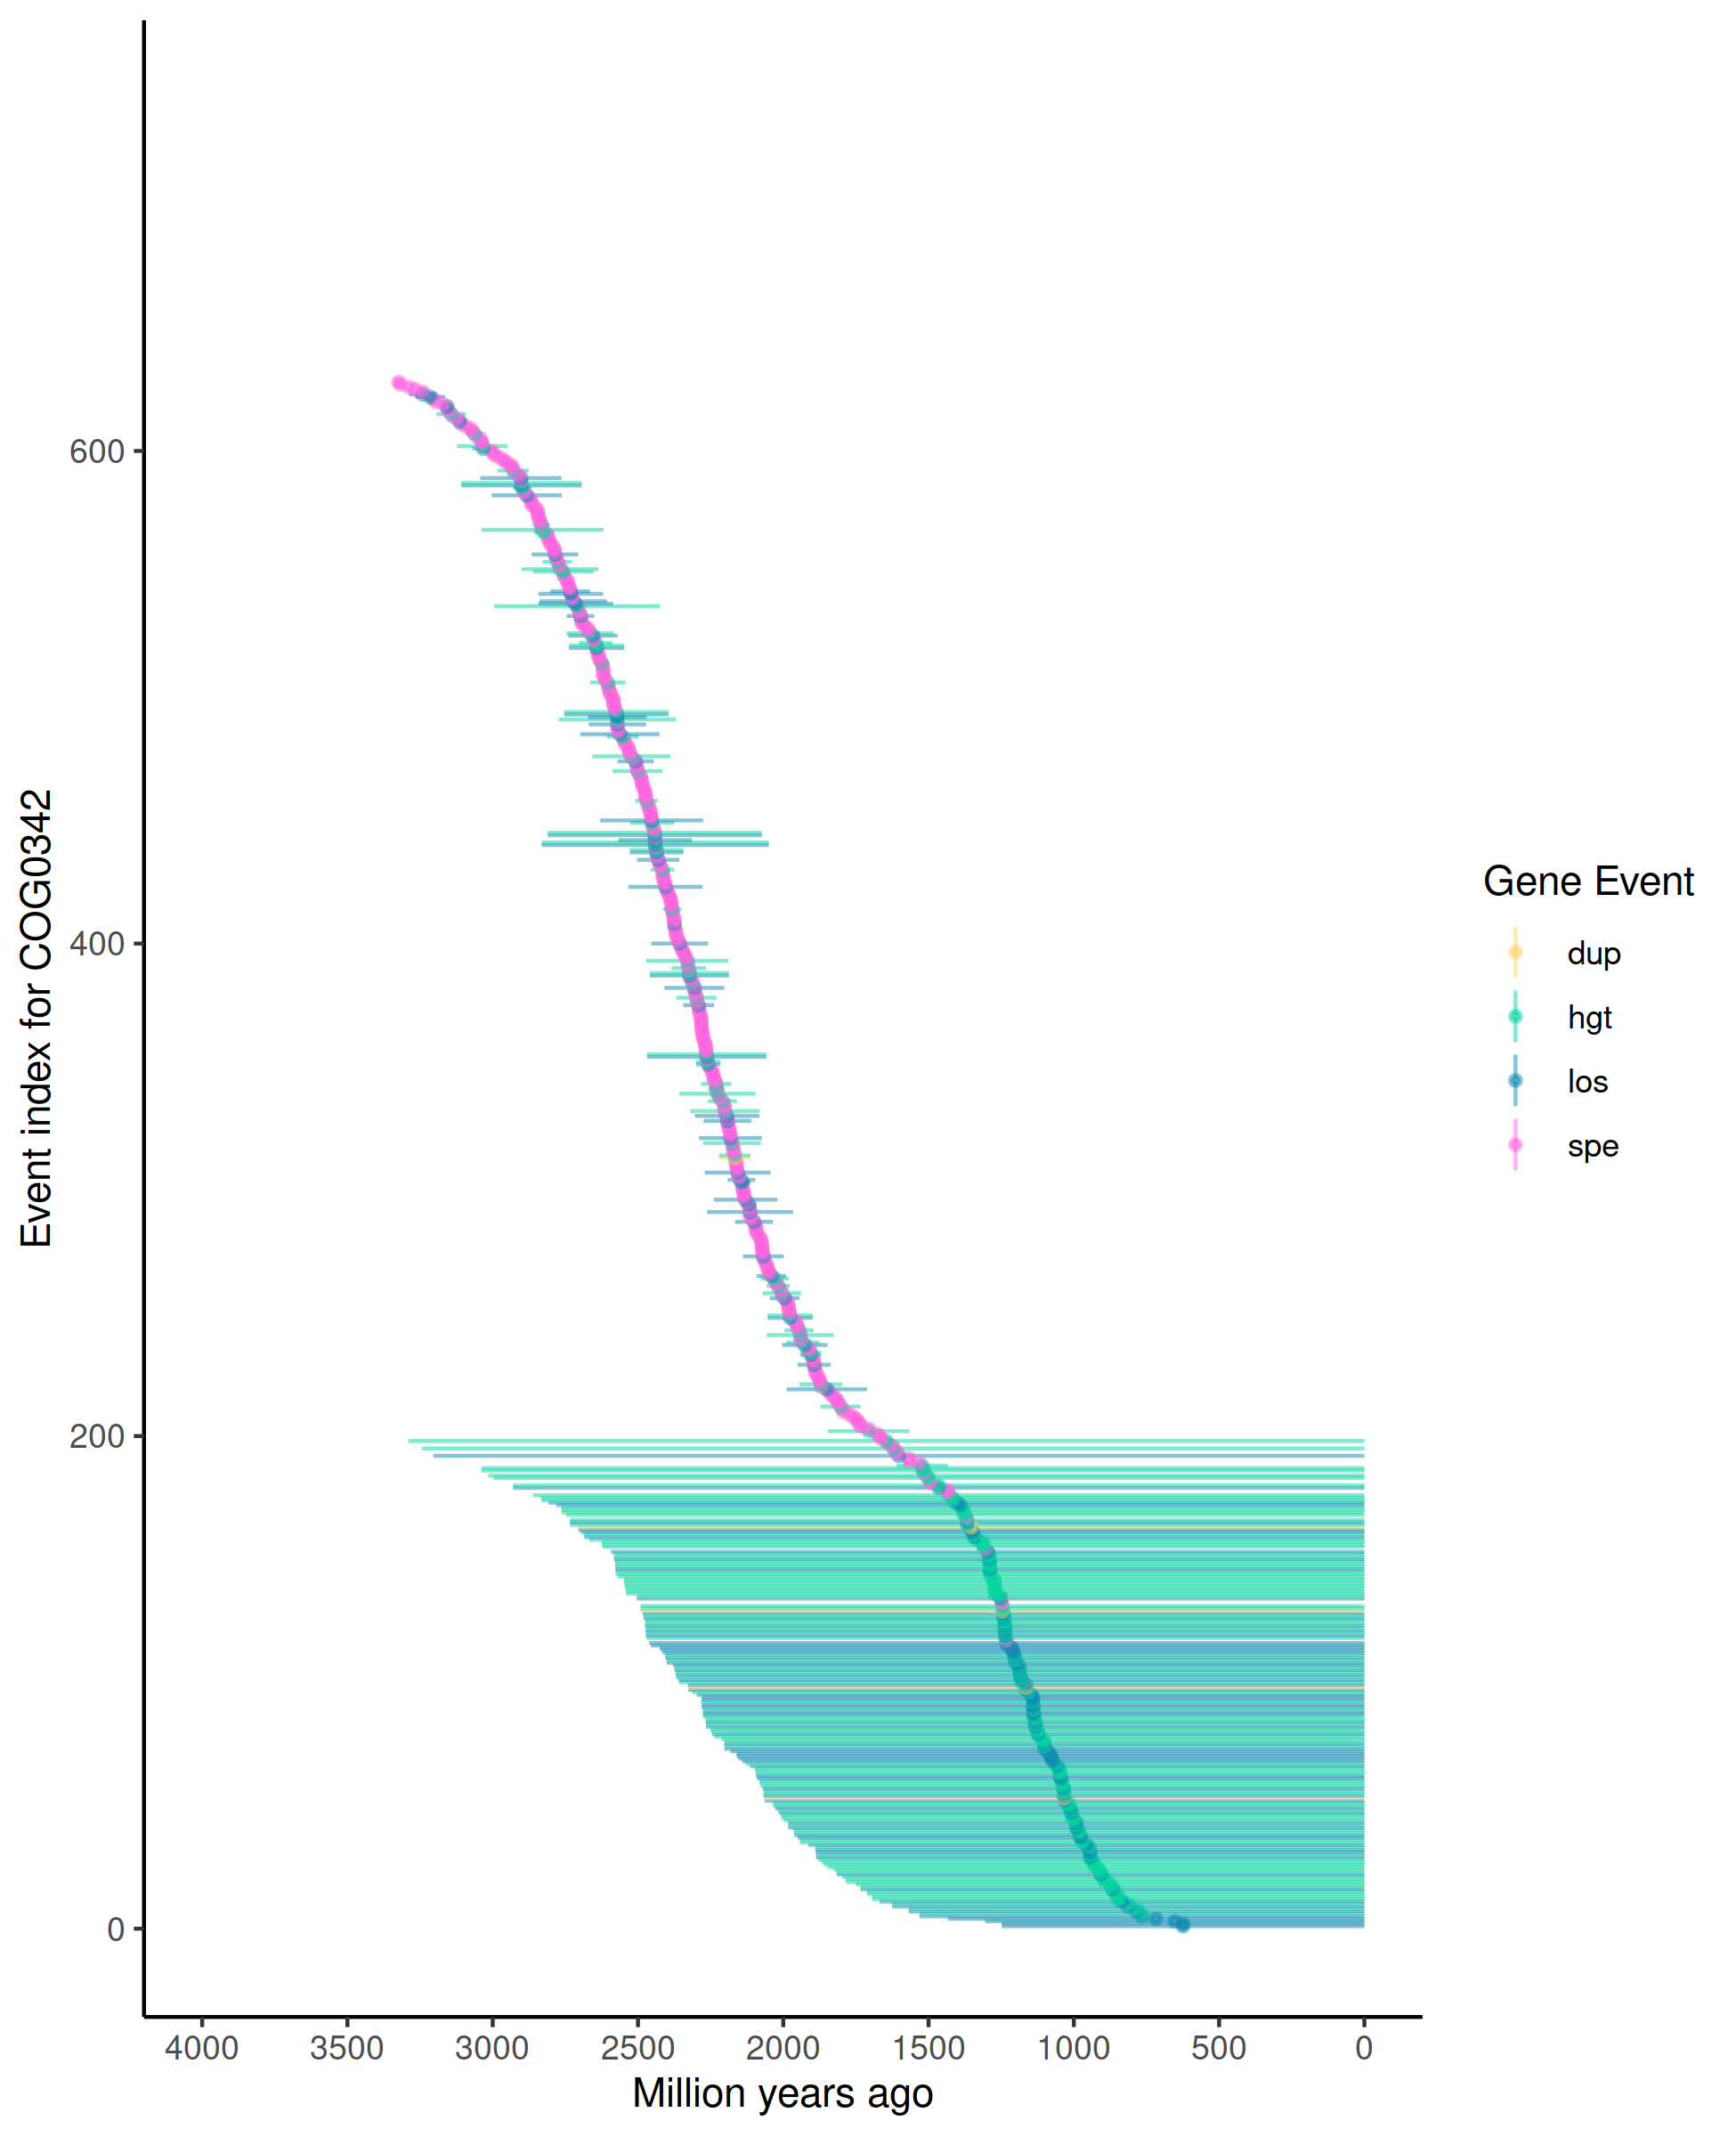 Event index for COG0342
600
400
200
0
4000 3500 3000 2500 2000 1500 1000 500 0
Million years ago
Gene Event
dup
hgt
los
spe